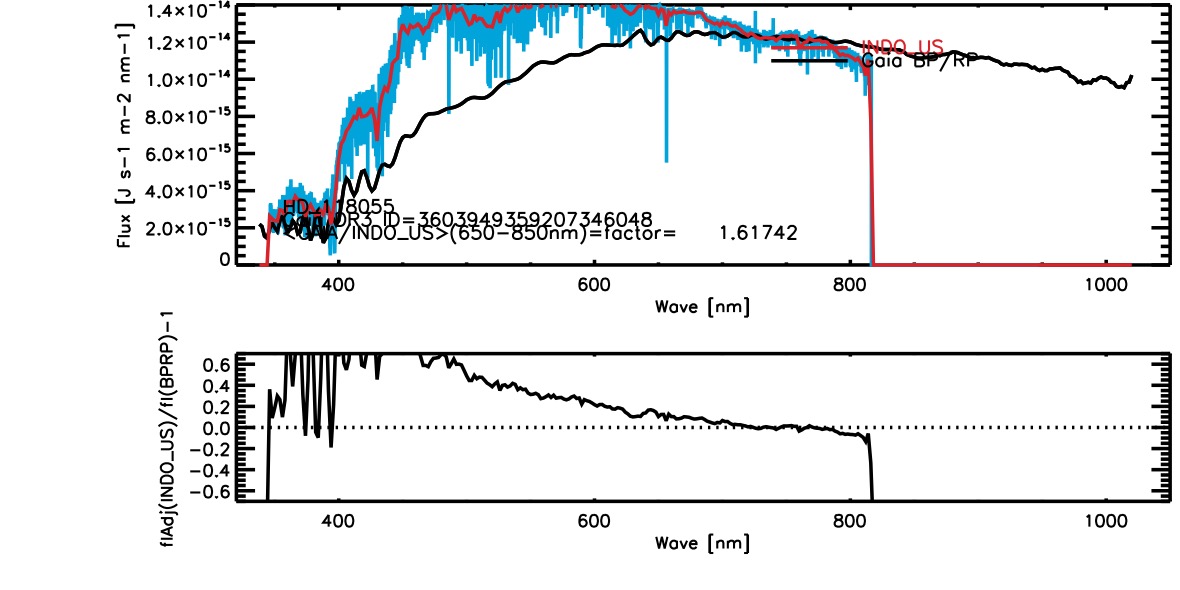 1.4×10⁻¹⁴
1.2×10⁻¹⁴
1.0×10⁻¹⁴
8.0×10⁻¹⁵
6.0×10⁻¹⁵
4.0×10⁻¹⁵
2.0×10⁻¹⁵
0
Flux [J s−1 m−2 nm−1]
INDO_US
Gaia BP/RP
HD 118055
Gaia DR3 ID=3603949359207346048
<GAIA/INDO_US>(650−850nm)=factor= 1.61742
400 600 800 1000
Wave [nm]
flAdj(INDO_US)/fl(BPRP)−1
0.6
0.4
0.2
0.0
−0.2
−0.4
−0.6
400 600 800 1000
Wave [nm]